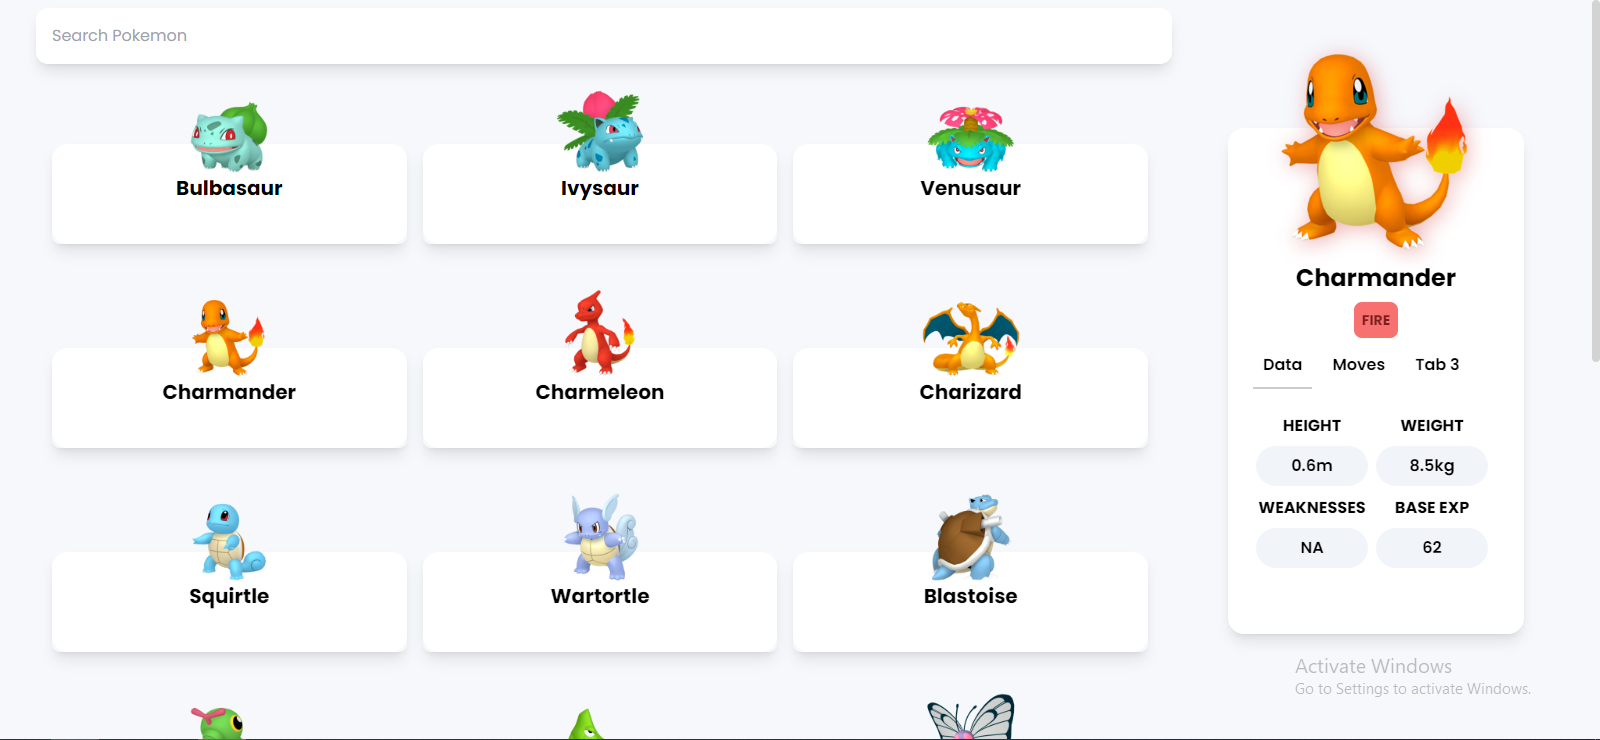 Search Pokemon
Bulbasaur
Ivysaur
Venusaur
Charmander
Charmeleon
Charizard
Squirtle
Wartortle
Blastoise
Charmander
FIRE
Data Moves Tab 3
HEIGHT WEIGHT
0.6m 8.5kg
WEAKNESSES BASE EXP
NA 62
Activate Windows
Go to Settings to activate Windows.